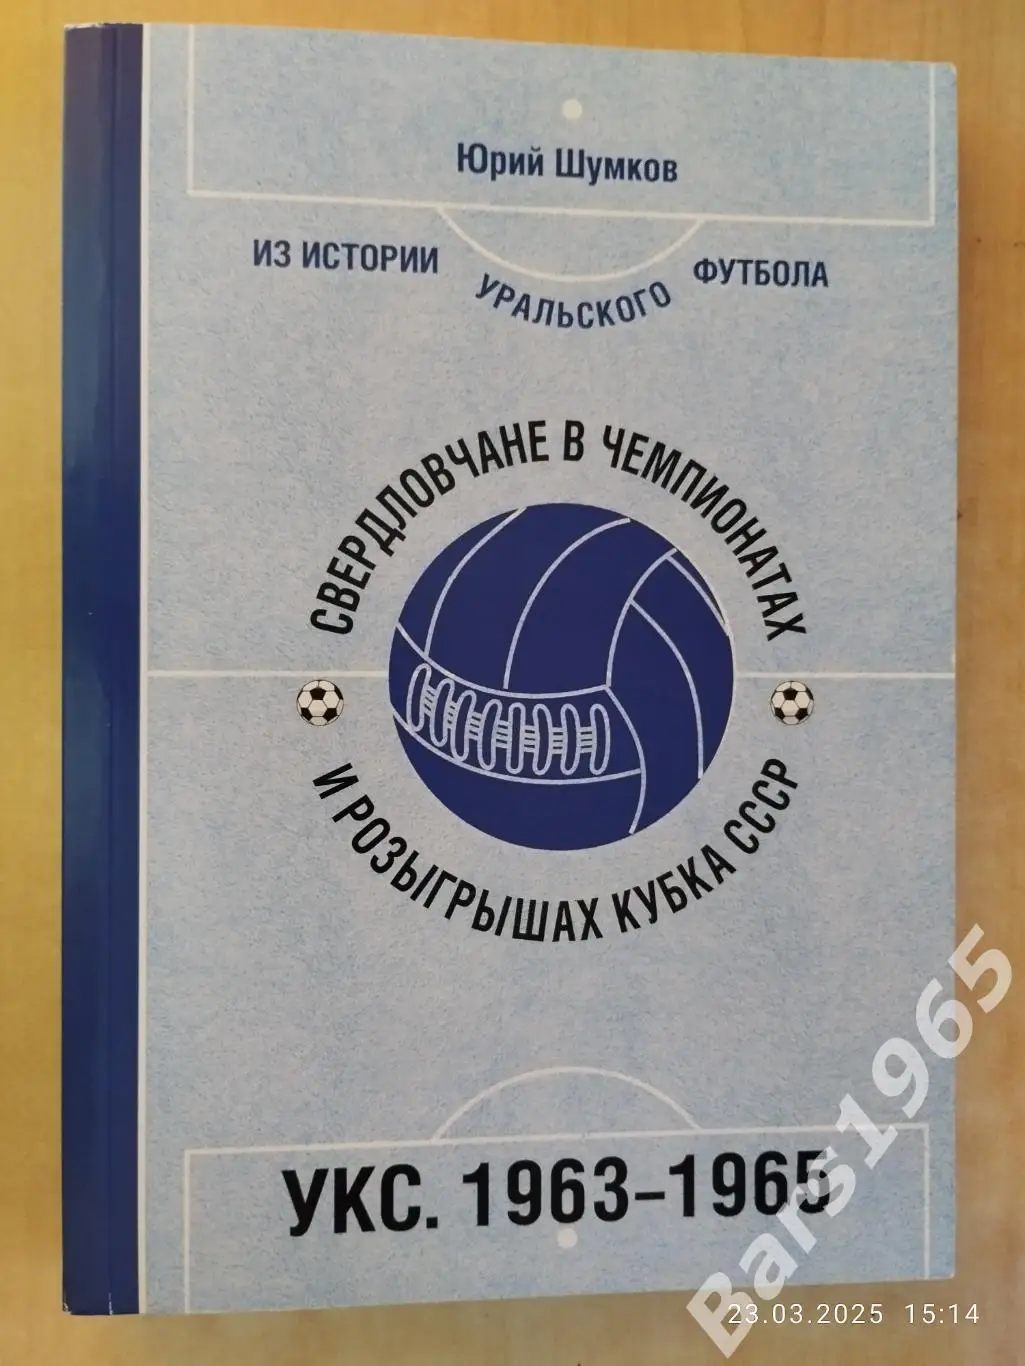 Юрий Шумков
ИЗ ИСТОРИИ УРАЛЬСКОГО ФУТБОЛА
СВЕРДЛОВЧАНЕ В ЧЕМПИОНАТАХ
И РОЗЫГРЫШАХ КУБКА СССР
УКС. 1963–1965
Bars1965
23.03.2025 15:14